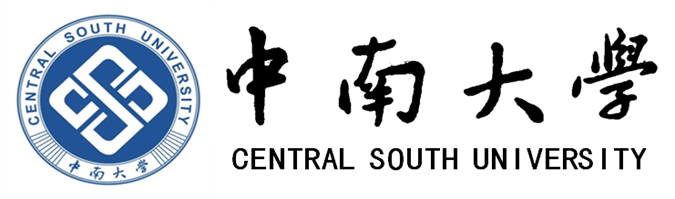 CENTRAL SOUTH UNIVERSITY
中南大学
中南大學
CENTRAL SOUTH UNIVERSITY